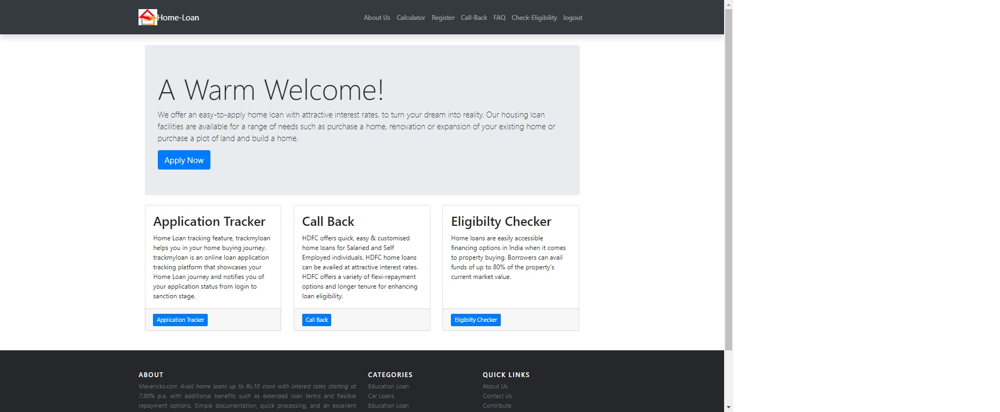 Home-Loan
About Us Calculator Register Call-Back FAQ Check-Eligibility logout
A Warm Welcome!
We offer an easy-to-apply home loan with attractive interest rates, to turn your dream into reality. Our housing loan
facilities are available for a range of needs such as purchase a home, renovation or expansion of your existing home or
purchase a plot of land and build a home.
Apply Now
Application Tracker
Home Loan tracking feature, trackmyloan
helps you in your home buying journey.
trackmyloan is an online loan application
tracking platform that showcases your
Home Loan journey and notifies you of
your application status from login to
sanction stage.
Application Tracker
Call Back
HDFC offers quick, easy & customised
home loans for Salaried and Self
Employed individuals. HDFC home loans
can be availed at attractive interest rates.
HDFC offers a variety of flexi-repayment
options and longer tenure for enhancing
loan eligibility.
Call Back
Eligibilty Checker
Home loans are easily accessible
financing options in India when it comes
to property buying. Borrowers can avail
funds of up to 80% of the property's
current market value.
Eligibilty Checker
ABOUT
Mavericks.com Avail home loans up to Rs.10 crore with interest rates starting at
7.90% p.a. with additional benefits such as extended loan terms and flexible
repayment options. Simple documentation, quick processing, and an excellent
CATEGORIES
Education Loan
Car Loans
Education Loan
QUICK LINKS
About Us
Contact Us
Contribute